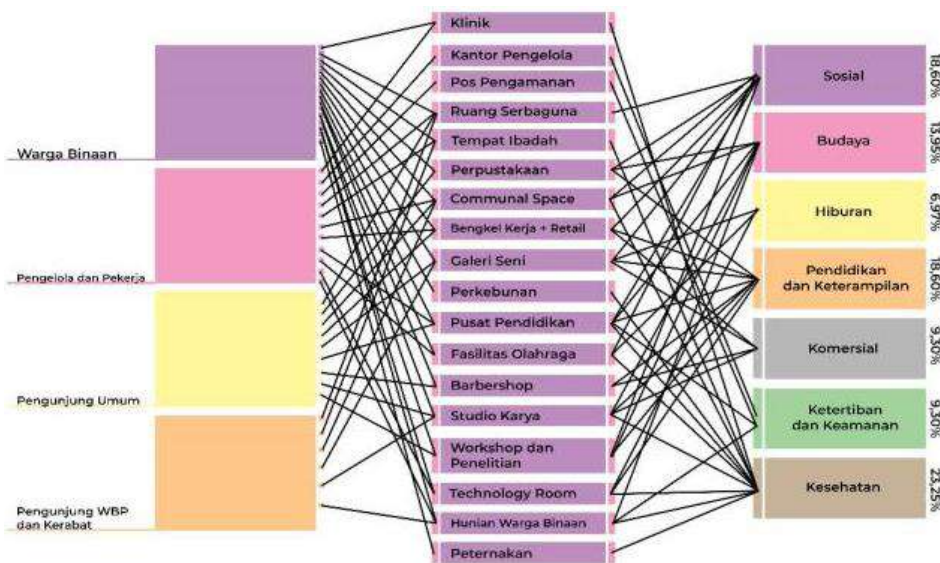 Warga Binaan
Pengelola dan Pekerja
Pengunjung Umum
Pengunjung WBP
dan Kerabat
Klinik
Kantor Pengelola
Pos Pengamanan
Ruang Serbaguna
Tempat Ibadah
Perpustakaan
Communal Space
Bengkel Kerja + Retail
Galeri Seni
Perkebunan
Pusat Pendidikan
Fasilitas Olahraga
Barbershop
Studio Karya
Workshop dan
Penelitian
Technology Room
Hunian Warga Binaan
Peternakan
Sosial
18,60%
Budaya
13,95%
Hiburan
6,97%
Pendidikan
dan Keterampilan
18,60%
Komersial
9,30%
Ketertiban
dan Keamanan
9,30%
Kesehatan
23,25%